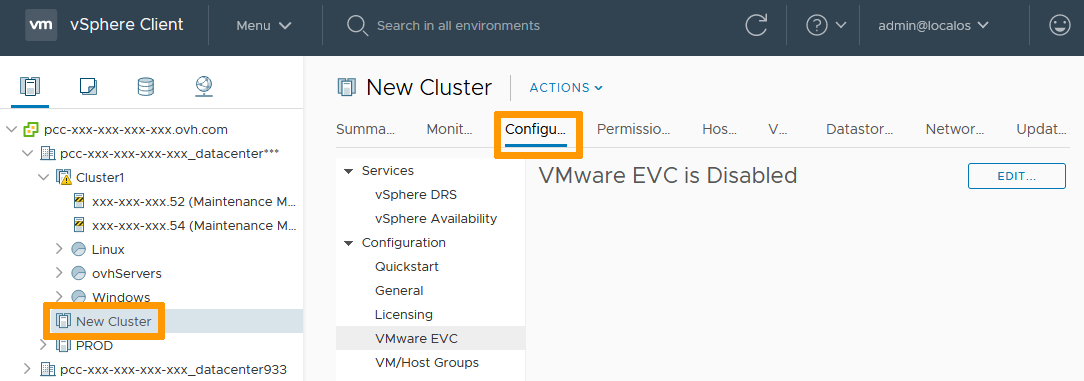 vm vSphere Client Menu Search in all environments ? admin@localos
New Cluster ACTIONS
Summa... Monit... Configu... Permissio... Hos... V... Datastor... Networ... Updat...
pcc-xxx-xxx-xxx-xxx.ovh.com
pcc-xxx-xxx-xxx-xxx_datacenter***
Cluster1
xxx-xxx-xxx.52 (Maintenance M...
xxx-xxx-xxx.54 (Maintenance M...
Linux
ovhServers
Windows
New Cluster
PROD
pcc-xxx-xxx-xxx-xxx_datacenter933
Services
vSphere DRS
vSphere Availability
Configuration
Quickstart
General
Licensing
VMware EVC
VM/Host Groups
VMware EVC is Disabled
EDIT...